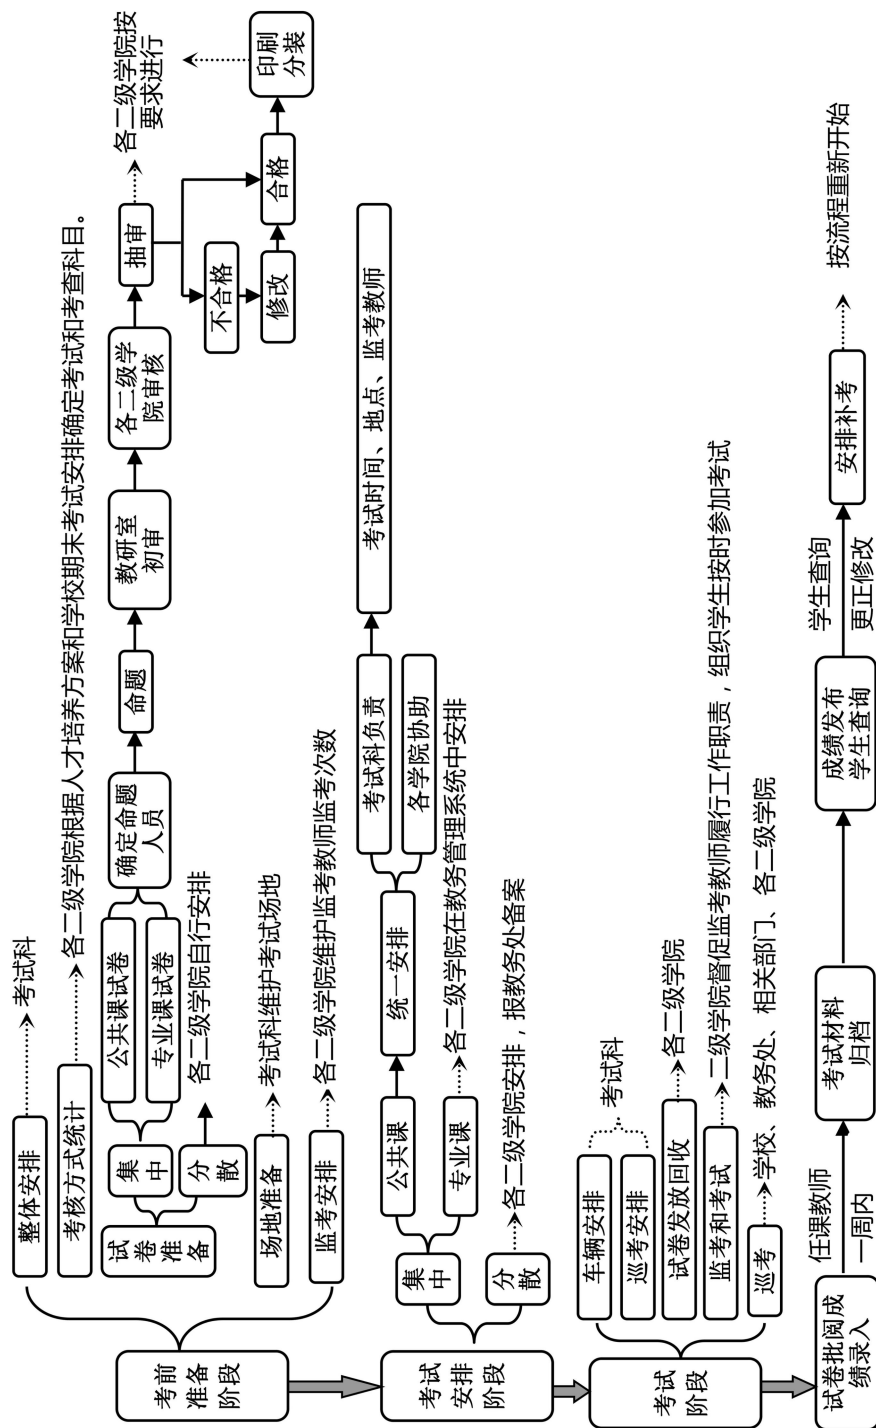 考前
准备
阶段
整体安排
考试科
考核方式统计
各二级学院根据人才培养方案和学校期末考试安排确定考试和考查科目。
试卷准备
集中
公共课试卷
专业课试卷
确定命题
人员
命题
教研室
初审
各二级学
院审核
抽审
各二级学院按
要求进行
不合格
修改
合格
印刷
分装
分散
各二级学院自行安排
场地准备
考试科维护考试场地
监考安排
各二级学院维护监考教师监考次数
考试
安排
阶段
集中
公共课
统一安排
考试科负责
各学院协助
考试时间、地点、监考教师
专业课
各二级学院在教务管理系统中安排
分散
各二级学院安排，报教务处备案
考试
阶段
车辆安排
巡考安排
考试科
试卷发放回收
各二级学院
监考和考试
二级学院督促监考教师履行工作职责，组织学生按时参加考试
巡考
学校、教务处、相关部门、各二级学院
试卷批阅成
绩录入
任课教师
一周内
考试材料
归档
成绩发布
学生查询
学生查询
更正修改
安排补考
按流程重新开始